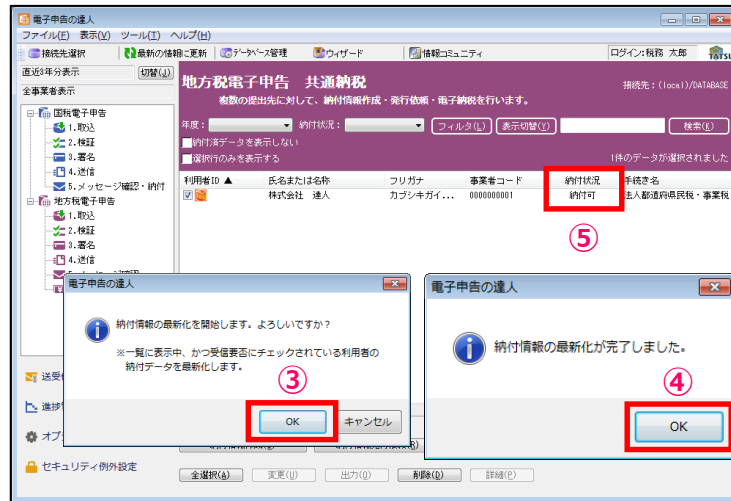 電子申告の達人
ファイル(F) 表示(V) ツール(T) ヘルプ(H)
接続先選択 最新の情報に更新 データベース管理 ウィザード 情報コミュニティ ログイン:税務 太郎 TATSU
直近3年分表示 切替(J)
全事業者表示
国税電子申告
1.取込
2.検証
3.署名
4.送信
5.メッセージ確認・納付
地方税電子申告
1.取込
2.検証
3.署名
4.送信
地方税電子申告 共通納税
接続先:(local)/DATABASE
複数の提出先に対して、納付情報作成・発行依頼・電子納税を行います。
年度: 納付状況: フィルタ(L) 表示切替(Y) 検索(K)
納付済データを表示しない
選択行のみを表示する 1件のデータが選択されました
利用者ID ▲ 氏名または名称 フリガナ 事業者コード 納付状況 手続き名
株式会社 達人 カブシキガイ... 0000000001 納付可 法人都道府県民税・事業税
⑤
電子申告の達人
納付情報の最新化を開始します。よろしいですか?
※一覧に表示中、かつ受信要否にチェックされている利用者の
納付データを最新化します。
③
OK キャンセル
電子申告の達人
納付情報の最新化が完了しました。
④
OK
送受
進捗
オプ
セキュリティ例外設定
全選択(A) 変更(U) 出力(O) 削除(D) 詳細(P)